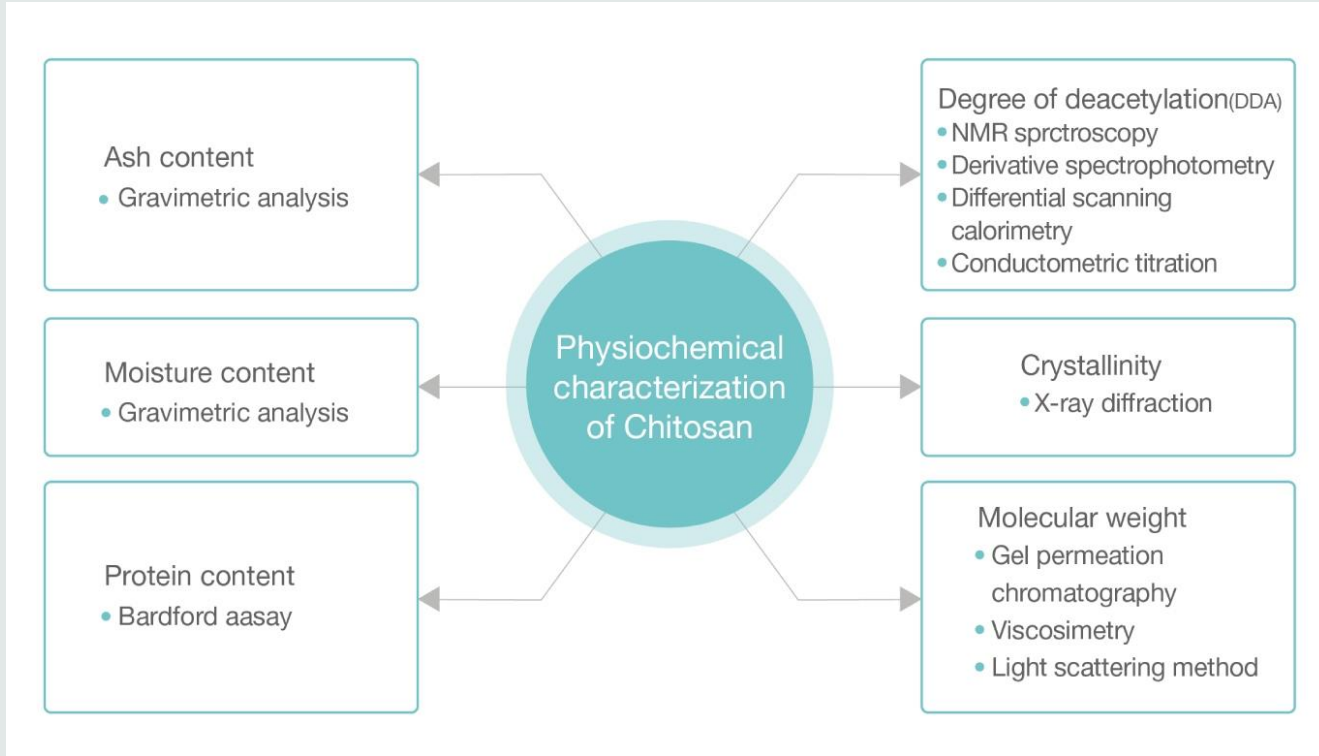 Ash content
• Gravimetric analysis
Moisture content
• Gravimetric analysis
Protein content
• Bardford aasay
Physiochemical
characterization
of Chitosan
Degree of deacetylation(DDA)
• NMR sprctroscopy
• Derivative spectrophotometry
• Differential scanning
calorimetry
• Conductometric titration
Crystallinity
• X-ray diffraction
Molecular weight
• Gel permeation
chromatography
• Viscosimetry
• Light scattering method